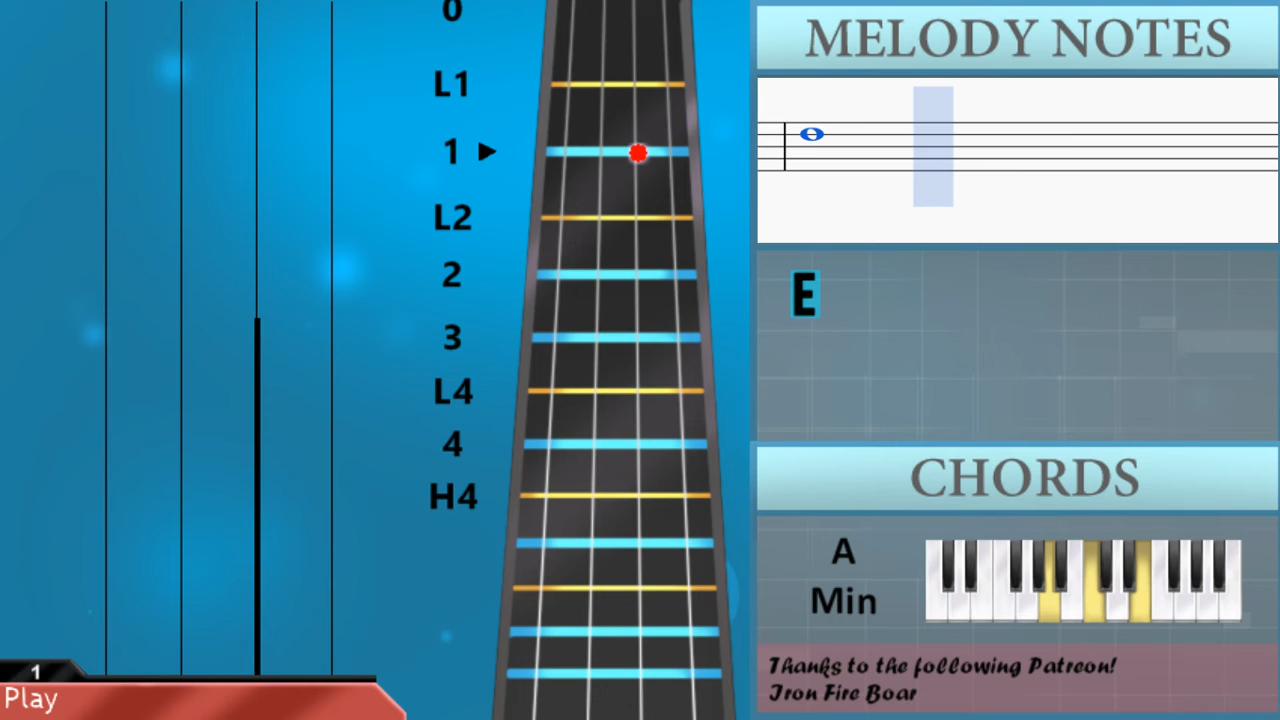 0
L1
1
L2
2
3
L4
4
H4
1
Play
MELODY NOTES
E
CHORDS
A
Min
Thanks to the following Patreon!
Iron Fire Boar